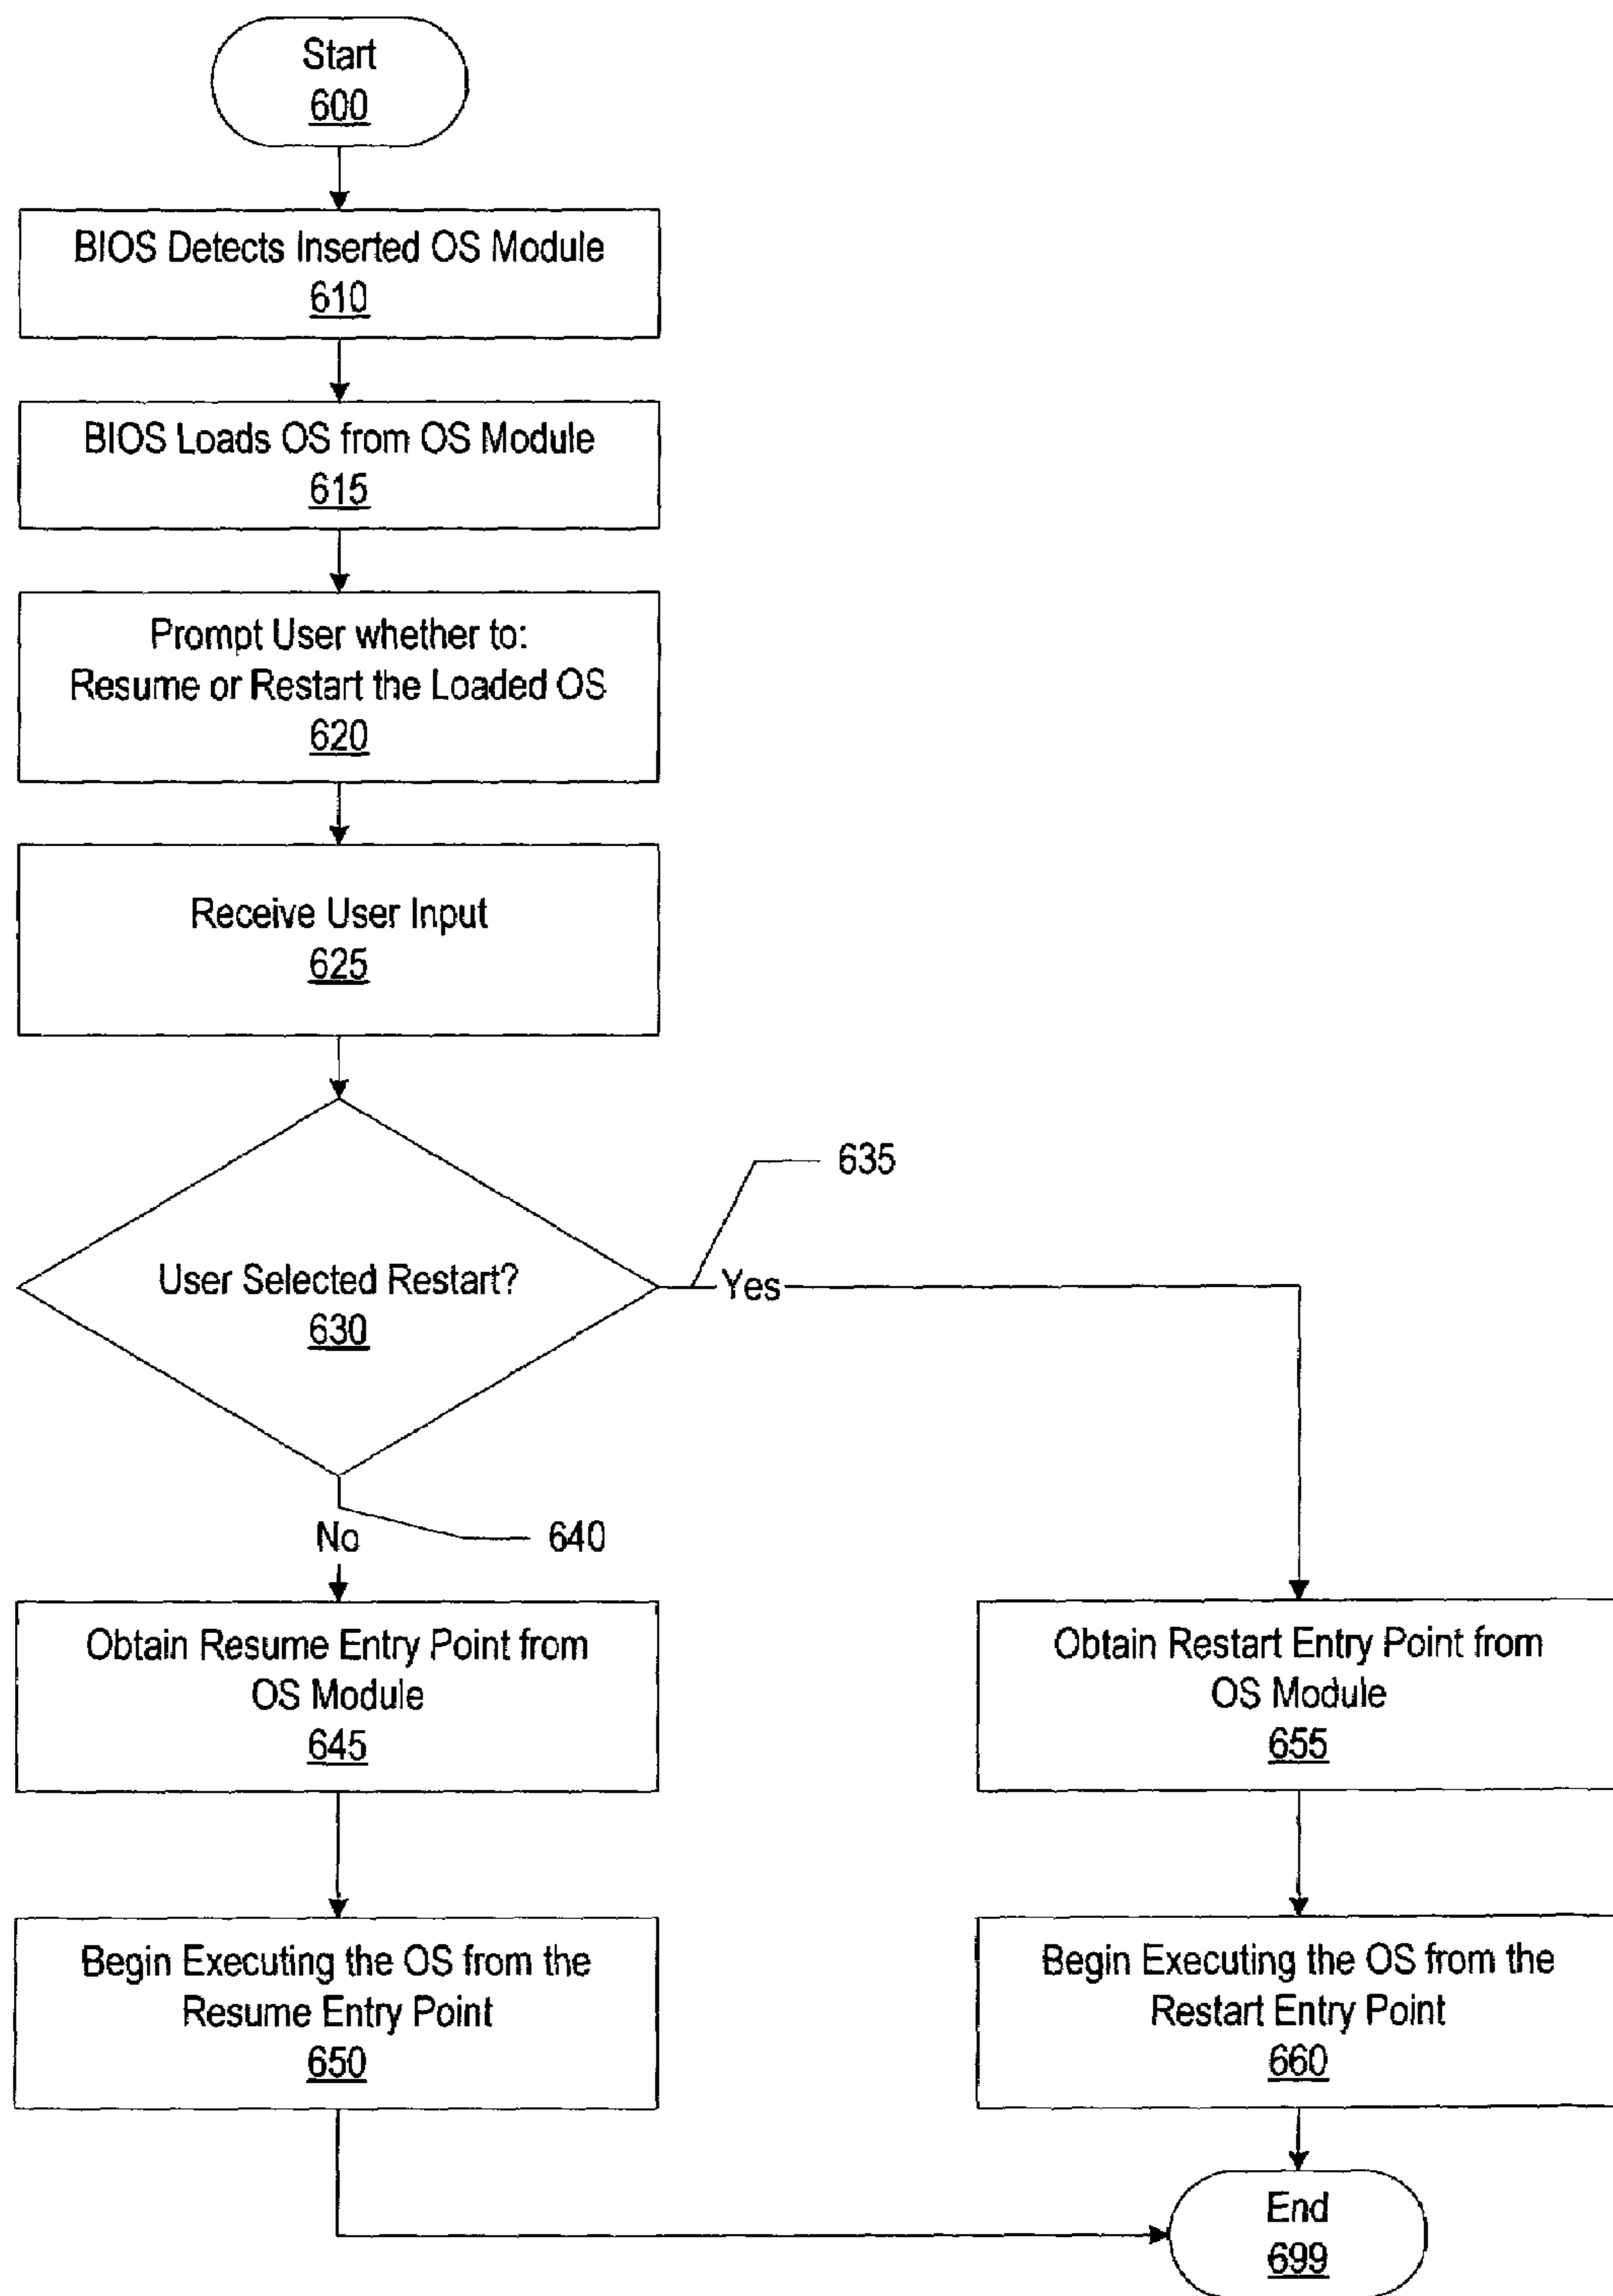 Start
600
BIOS Detects Inserted OS Module
610
BIOS Loads OS from OS Module
615
Prompt User whether to:
Resume or Restart the Loaded OS
620
Receive User Input
625
635
User Selected Restart?
630
Yes
No
640
Obtain Resume Entry Point from
OS Module
645
Obtain Restart Entry Point from
OS Module
655
Begin Executing the OS from the
Resume Entry Point
650
Begin Executing the OS from the
Restart Entry Point
660
End
699